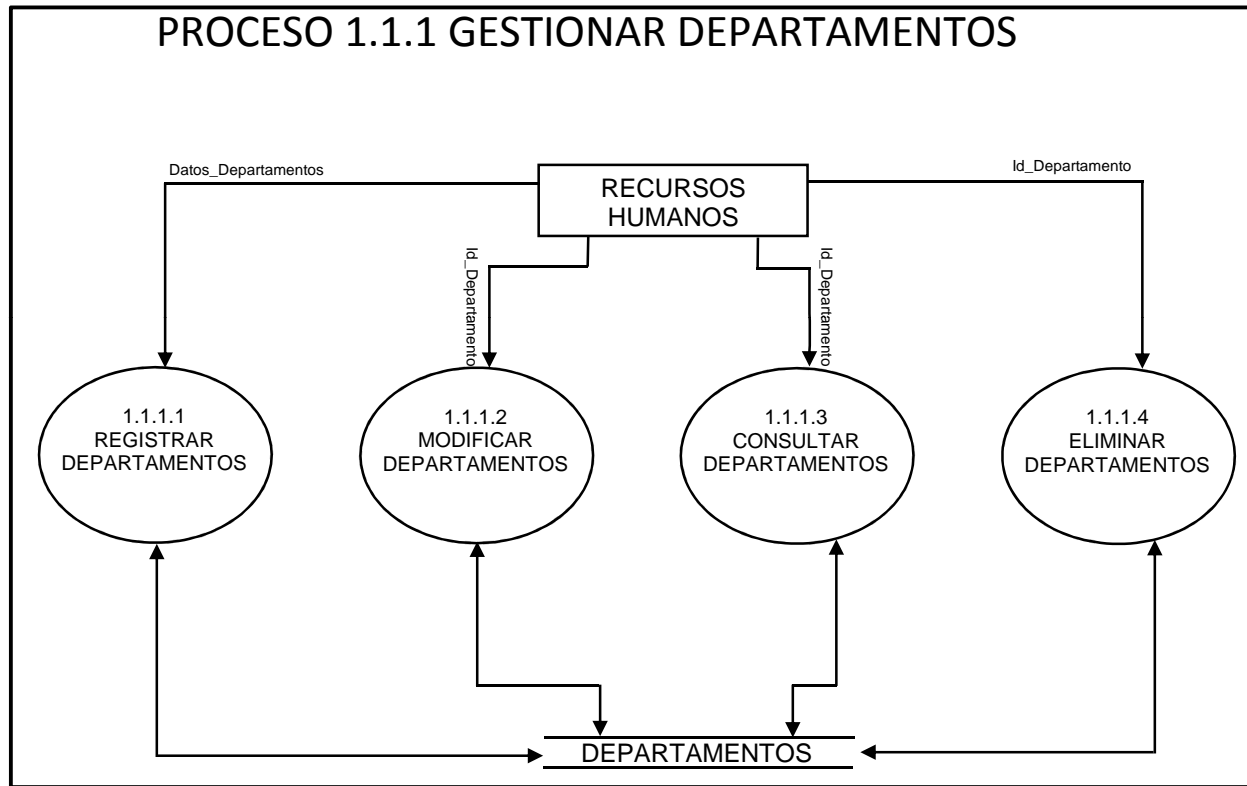 PROCESO 1.1.1 GESTIONAR DEPARTAMENTOS
Datos_Departamentos
Id_Departamento
RECURSOS
HUMANOS
Id_Departamento
Id_Departamento
1.1.1.1
REGISTRAR
DEPARTAMENTOS
1.1.1.2
MODIFICAR
DEPARTAMENTOS
1.1.1.3
CONSULTAR
DEPARTAMENTOS
1.1.1.4
ELIMINAR
DEPARTAMENTOS
DEPARTAMENTOS